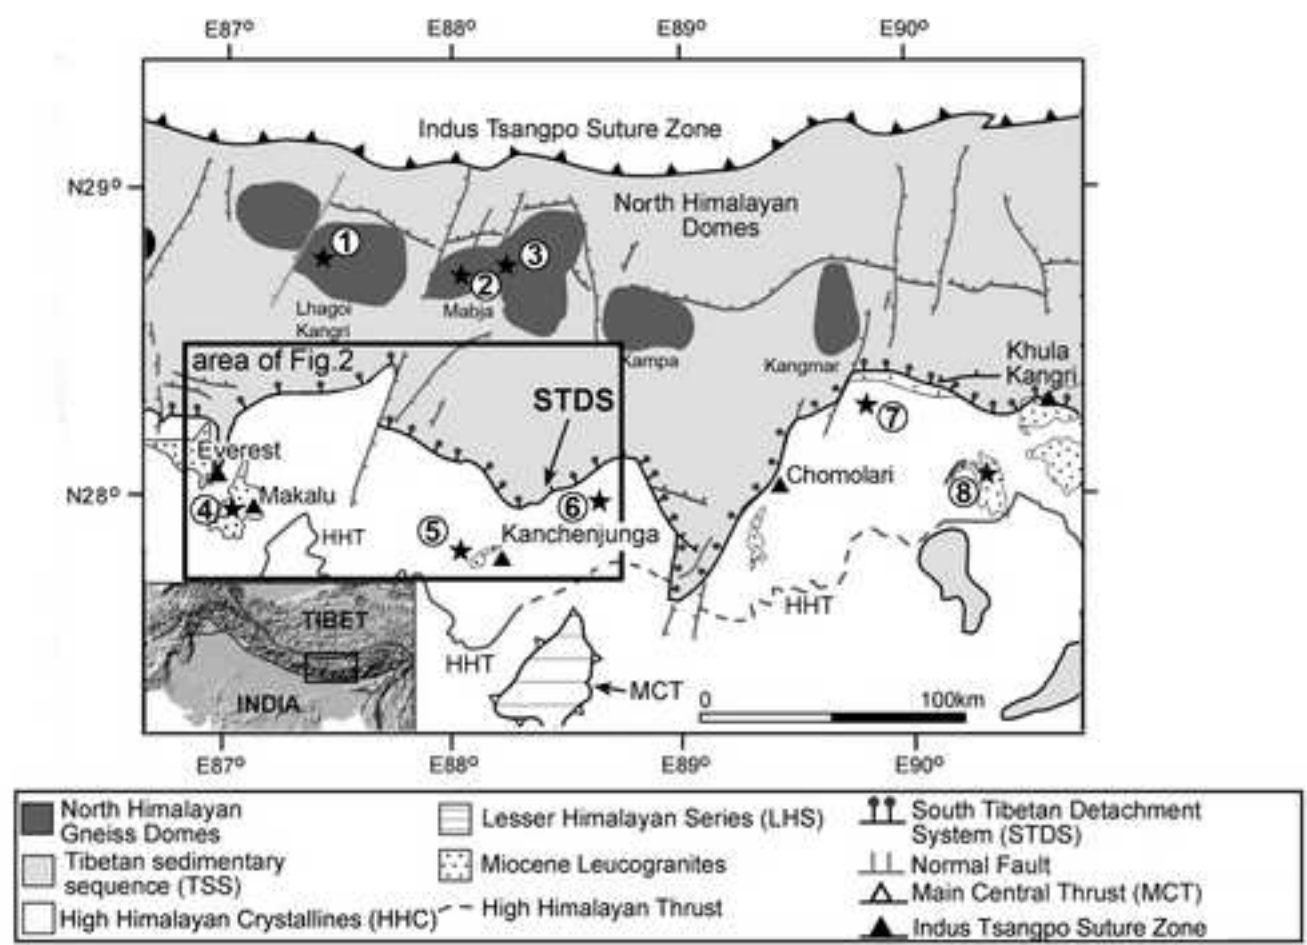 E87º E88º E89º E90º
Indus Tsangpo Suture Zone
N29º
North Himalayan
Domes
1
3
2
Lhagoi
Kangri
Mabja
area of Fig.2
Kampa
Kangmar
Khula
Kangri
STDS
7
Everest
Chomolari
N28º
Makalu
4
6
8
HHT
5
Kanchenjunga
HHT
TIBET
HHT
MCT
INDIA
0 100km
E87º E88º E89º E90º
North Himalayan
Gneiss Domes
Tibetan sedimentary
sequence (TSS)
High Himalayan Crystallines (HHC)
Lesser Himalayan Series (LHS)
Miocene Leucogranites
High Himalayan Thrust
South Tibetan Detachment
System (STDS)
Normal Fault
Main Central Thrust (MCT)
Indus Tsangpo Suture Zone